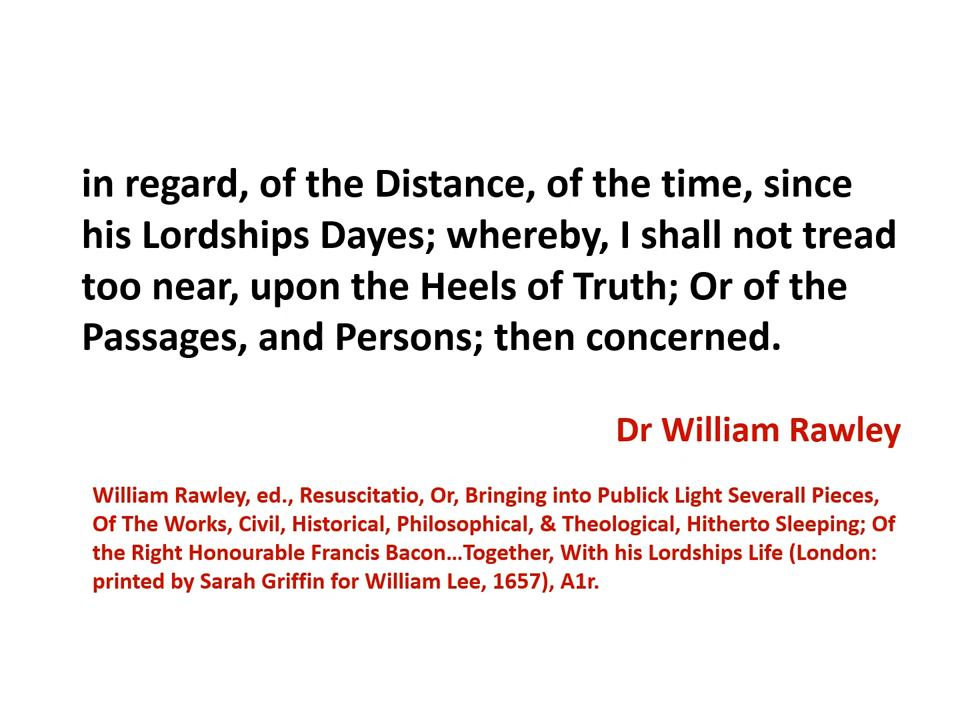 in regard, of the Distance, of the time, since
his Lordships Dayes; whereby, I shall not tread
too near, upon the Heels of Truth; Or of the
Passages, and Persons; then concerned.
Dr William Rawley
William Rawley, ed., Resuscitatio, Or, Bringing into Publick Light Severall Pieces,
Of The Works, Civil, Historical, Philosophical, & Theological, Hitherto Sleeping; Of
the Right Honourable Francis Bacon…Together, With his Lordships Life (London:
printed by Sarah Griffin for William Lee, 1657), A1r.